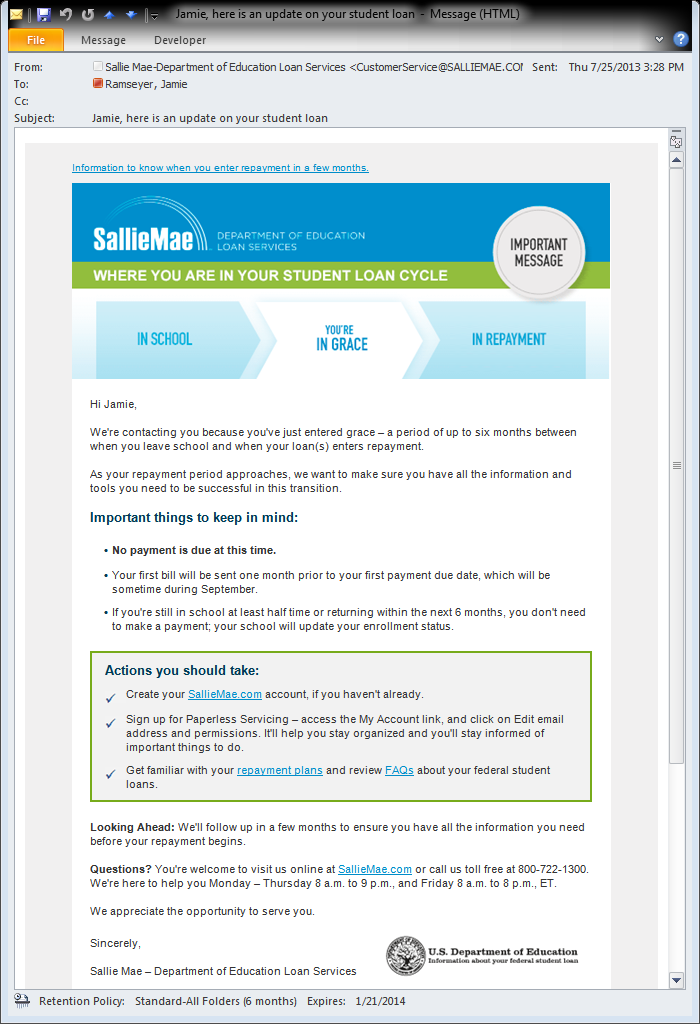 Jamie, here is an update on your student loan - Message (HTML)
File Message Developer
From: Sallie Mae-Department of Education Loan Services <CustomerService@SALLIEMAE.COM Sent: Thu 7/25/2013 3:28 PM
To: Ramseyer, Jamie
Cc:
Subject: Jamie, here is an update on your student loan
Information to know when you enter repayment in a few months.
SallieMae DEPARTMENT OF EDUCATION
LOAN SERVICES
IMPORTANT
MESSAGE
WHERE YOU ARE IN YOUR STUDENT LOAN CYCLE
IN SCHOOL
YOU'RE
IN GRACE
IN REPAYMENT
Hi Jamie,
We're contacting you because you've just entered grace – a period of up to six months between
when you leave school and when your loan(s) enters repayment.
As your repayment period approaches, we want to make sure you have all the information and
tools you need to be successful in this transition.
Important things to keep in mind:
• No payment is due at this time.
• Your first bill will be sent one month prior to your first payment due date, which will be
sometime during September.
• If you're still in school at least half time or returning within the next 6 months, you don't need
to make a payment; your school will update your enrollment status.
Actions you should take:
✓ Create your SallieMae.com account, if you haven't already.
✓ Sign up for Paperless Servicing – access the My Account link, and click on Edit email
address and permissions. It'll help you stay organized and you'll stay informed of
important things to do.
✓ Get familiar with your repayment plans and review FAQs about your federal student
loans.
Looking Ahead: We'll follow up in a few months to ensure you have all the information you need
before your repayment begins.
Questions? You're welcome to visit us online at SallieMae.com or call us toll free at 800-722-1300.
We're here to help you Monday – Thursday 8 a.m. to 9 p.m., and Friday 8 a.m. to 8 p.m., ET.
We appreciate the opportunity to serve you.
Sincerely,
Sallie Mae – Department of Education Loan Services
U.S. Department of Education
Information about your federal student loan
Retention Policy: Standard-All Folders (6 months) Expires: 1/21/2014